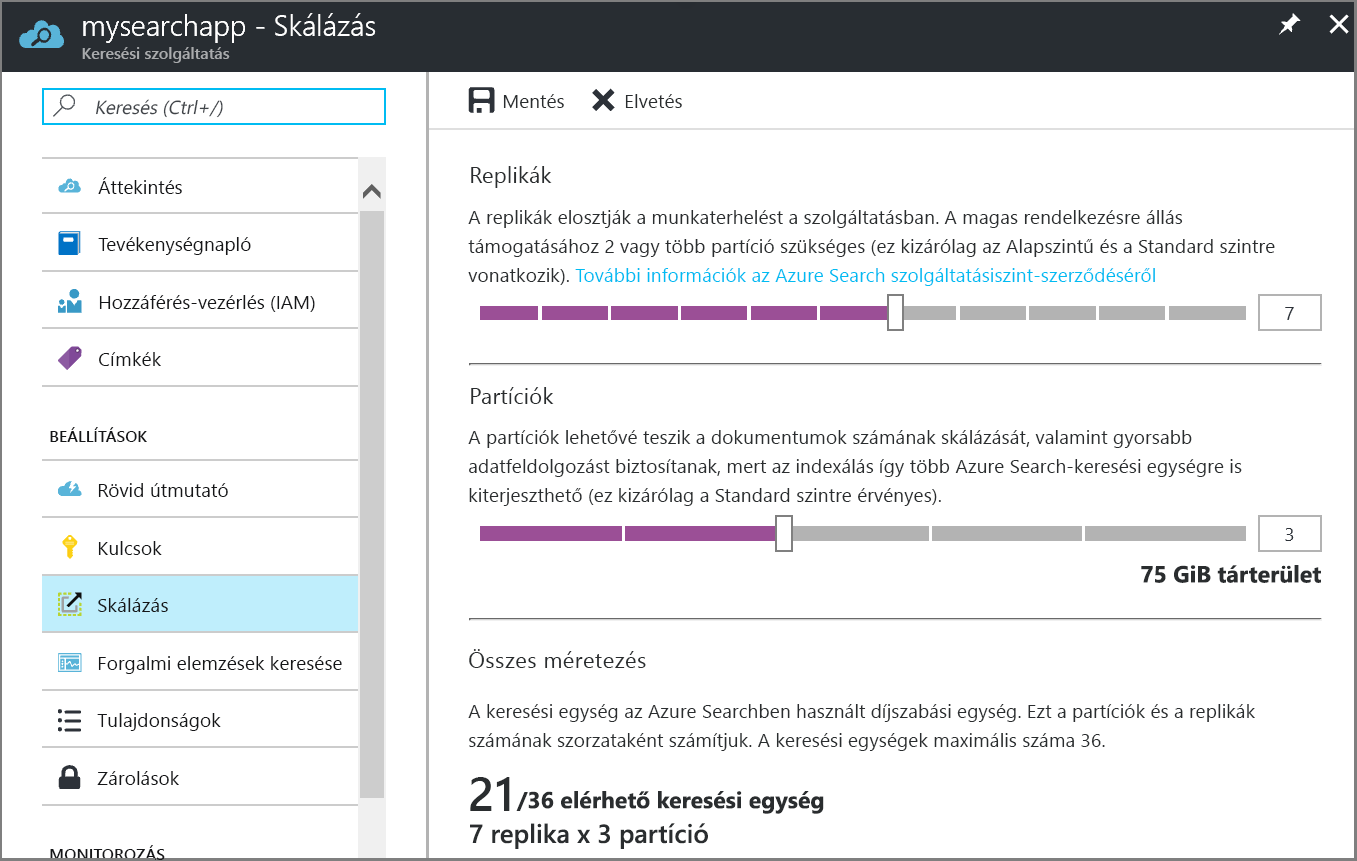 mysearchapp - Skálázás
Keresési szolgáltatás
Keresés (Ctrl+/)
Áttekintés
Tevékenységnapló
Hozzáférés-vezérlés (IAM)
Címkék
BEÁLLÍTÁSOK
Rövid útmutató
Kulcsok
Skálázás
Forgalmi elemzések keresése
Tulajdonságok
Zárolások
MONITOROZÁS
Mentés
Elvetés
Replikák
A replikák elosztják a munkaterhelést a szolgáltatásban. A magas rendelkezésre állás
támogatásához 2 vagy több partíció szükséges (ez kizárólag az Alapszintű és a Standard szintre
vonatkozik). További információk az Azure Search szolgáltatásiszint-szerződéséről
7
Partíciók
A partíciók lehetővé teszik a dokumentumok számának skálázását, valamint gyorsabb
adatfeldolgozást biztosítanak, mert az indexálás így több Azure Search-keresési egységre is
kiterjeszthető (ez kizárólag a Standard szintre érvényes).
3
75 GiB tárterület
Összes méretezés
A keresési egység az Azure Searchben használt díjszabási egység. Ezt a partíciók és a replikák
számának szorzataként számítjuk. A keresési egységek maximális száma 36.
21/36 elérhető keresési egység
7 replika x 3 partíció